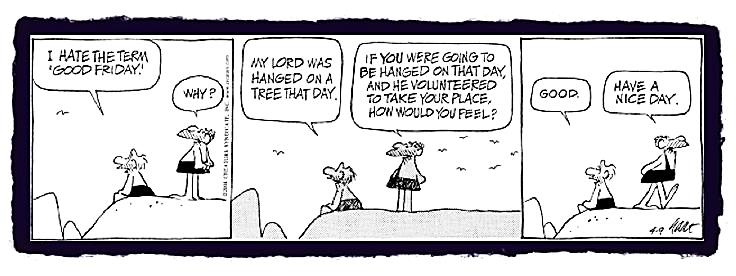 I HATE THE TERM
'GOOD FRIDAY.'
WHY?
MY LORD WAS
HANGED ON A
TREE THAT DAY.
IF YOU WERE GOING TO
BE HANGED ON THAT DAY,
AND HE VOLUNTEERED
TO TAKE YOUR PLACE,
HOW WOULD YOU FEEL?
GOOD.
HAVE A
NICE DAY.
4-9 HART